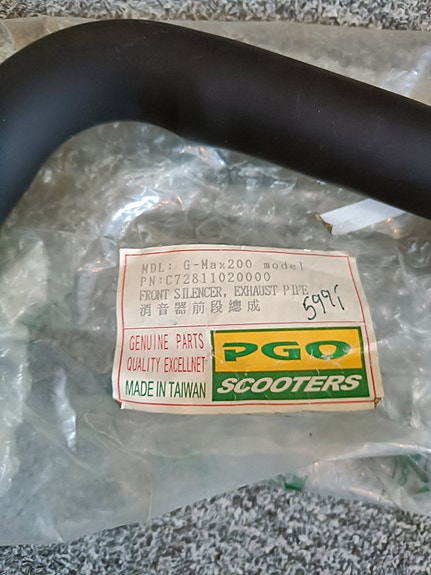 MDL: G-Max200 model
PN:C72811020000
FRONT SILENCER, EXHAUST PIPE
消音器前段總成
5991
GENUINE PARTS
QUALITY EXCELLNET
MADE IN TAIWAN
PGO
SCOOTERS